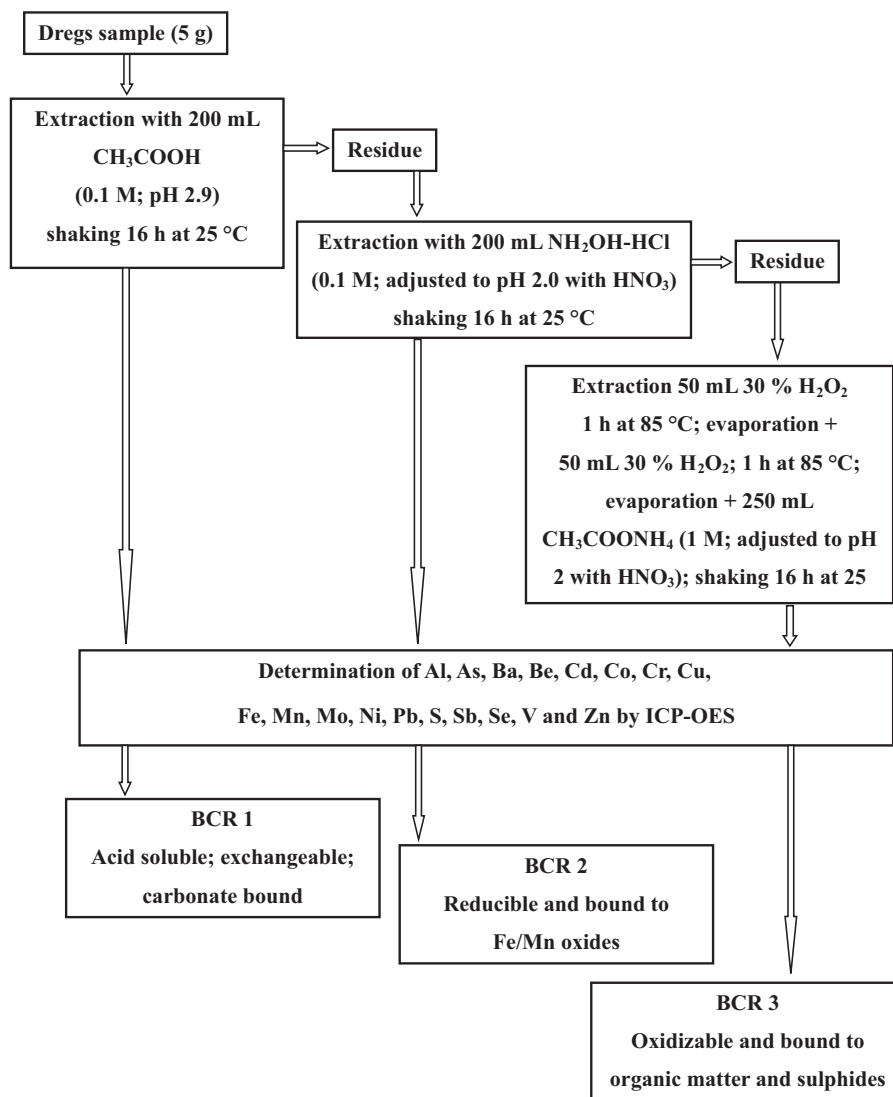 Dregs sample (5 g)
Extraction with 200 mL
CH₃COOH
(0.1 M; pH 2.9)
shaking 16 h at 25 °C
Residue
Extraction with 200 mL NH₂OH-HCl
(0.1 M; adjusted to pH 2.0 with HNO₃)
shaking 16 h at 25 °C
Residue
Extraction 50 mL 30 % H₂O₂
1 h at 85 °C; evaporation +
50 mL 30 % H₂O₂; 1 h at 85 °C;
evaporation + 250 mL
CH₃COONH₄ (1 M; adjusted to pH
2 with HNO₃); shaking 16 h at 25
Determination of Al, As, Ba, Be, Cd, Co, Cr, Cu,
Fe, Mn, Mo, Ni, Pb, S, Sb, Se, V and Zn by ICP-OES
BCR 1
Acid soluble; exchangeable;
carbonate bound
BCR 2
Reducible and bound to
Fe/Mn oxides
BCR 3
Oxidizable and bound to
organic matter and sulphides